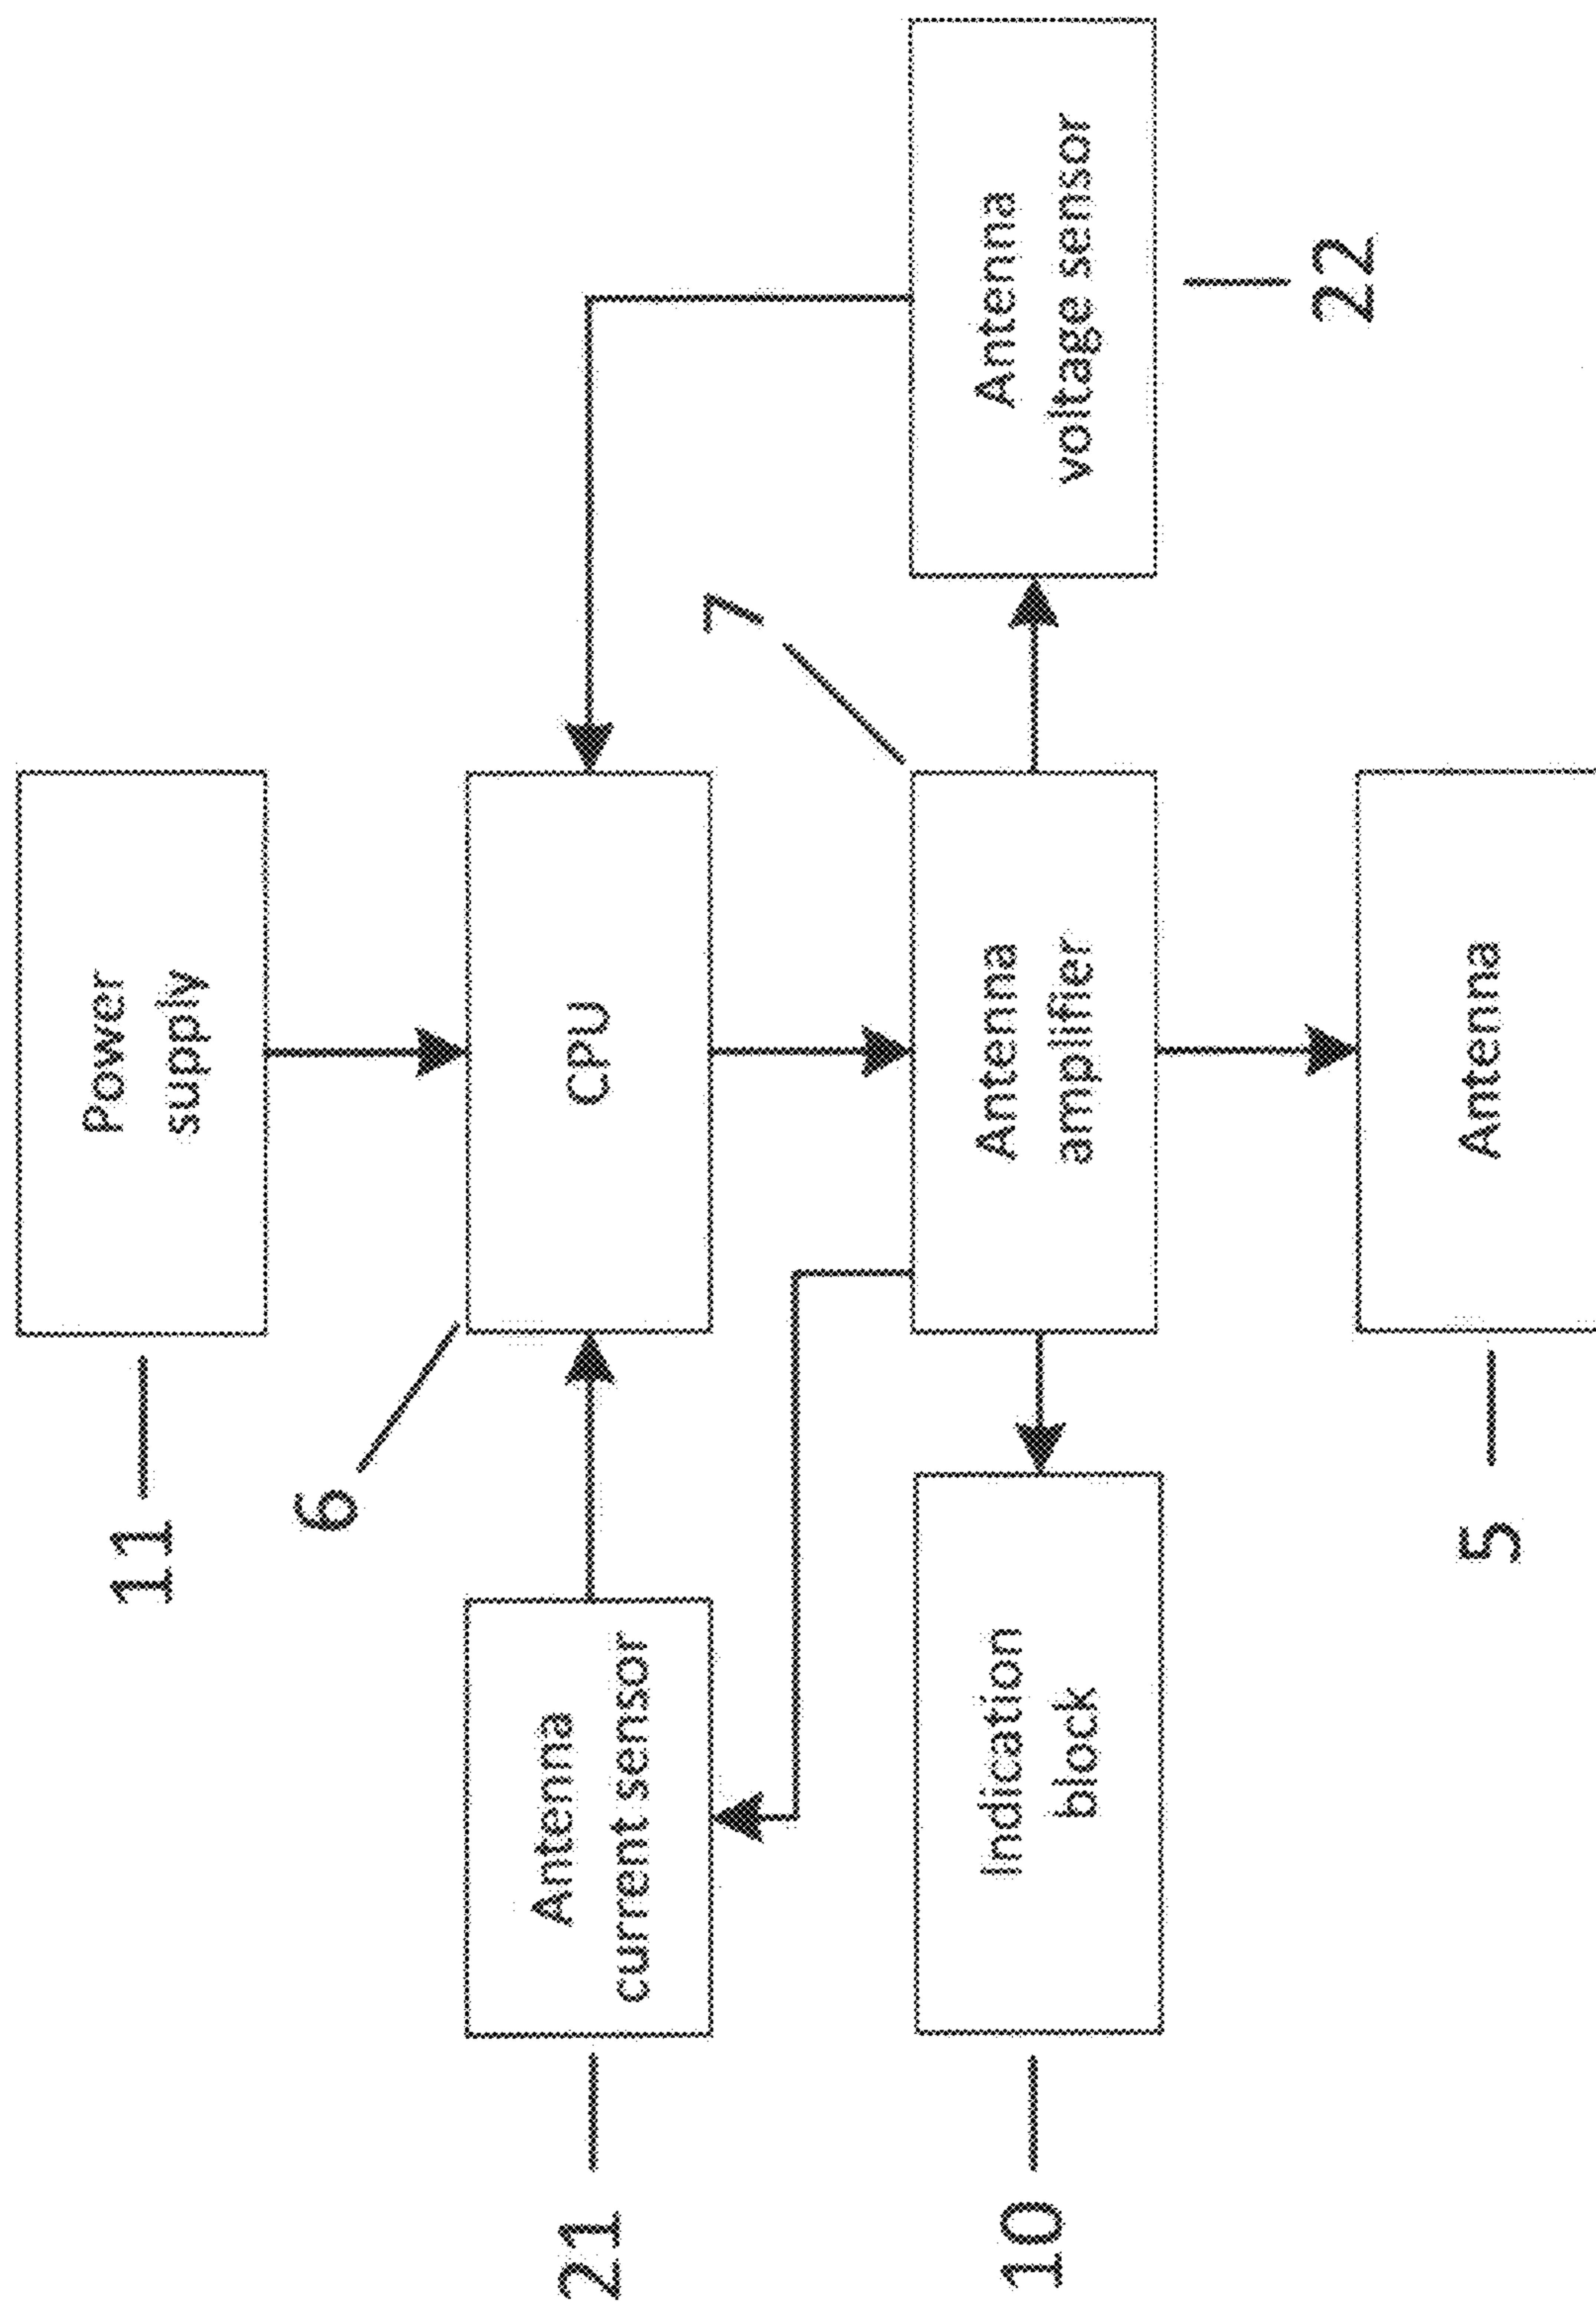 11
Power
supply
6
CPU
21
Antenna
current sensor
7
Antenna
amplifier
Antenna
voltage sensor
22
10
Indication
block
5
Antenna